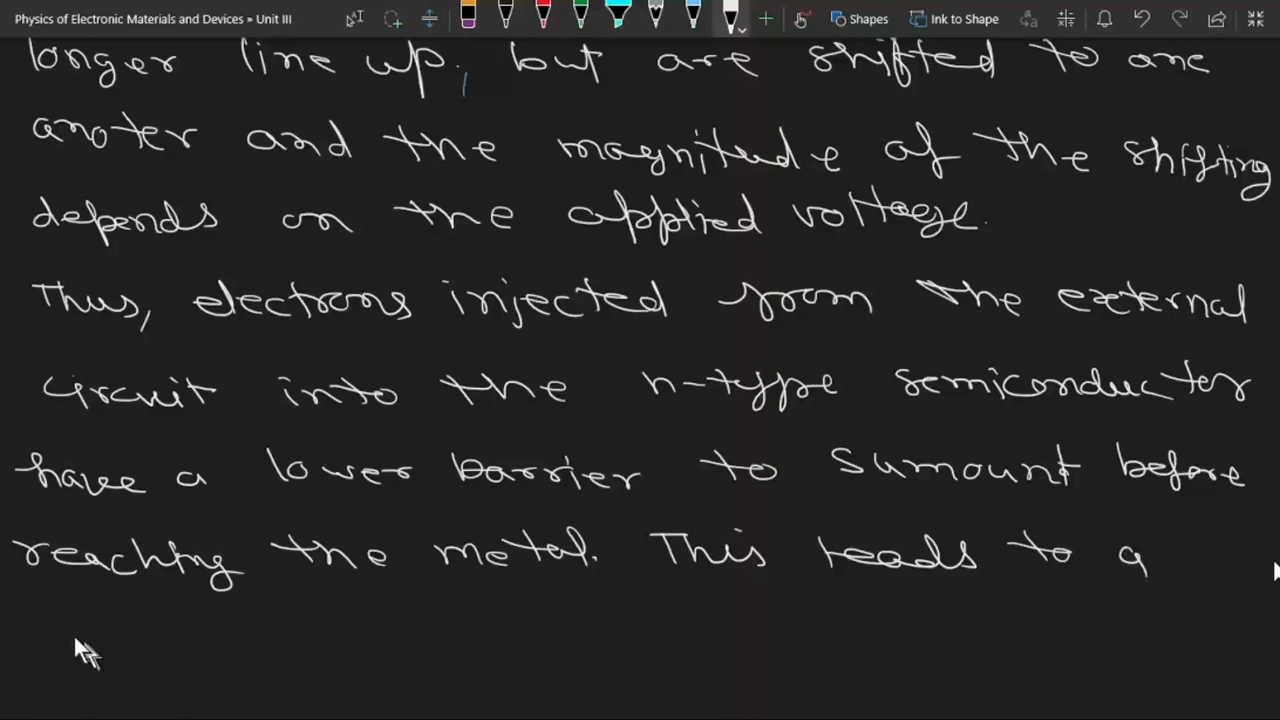 Physics of Electronic Materials and Devices » Unit III
Shapes
Ink to Shape
longer line up, but are shifted to one
anoter and the magnitude of the shifting
depends on the applied voltage.
Thus, electrons injected from the external
circuit into the n-type semiconductor
have a lower barrier to sumount before
reaching the metal. This leads to a